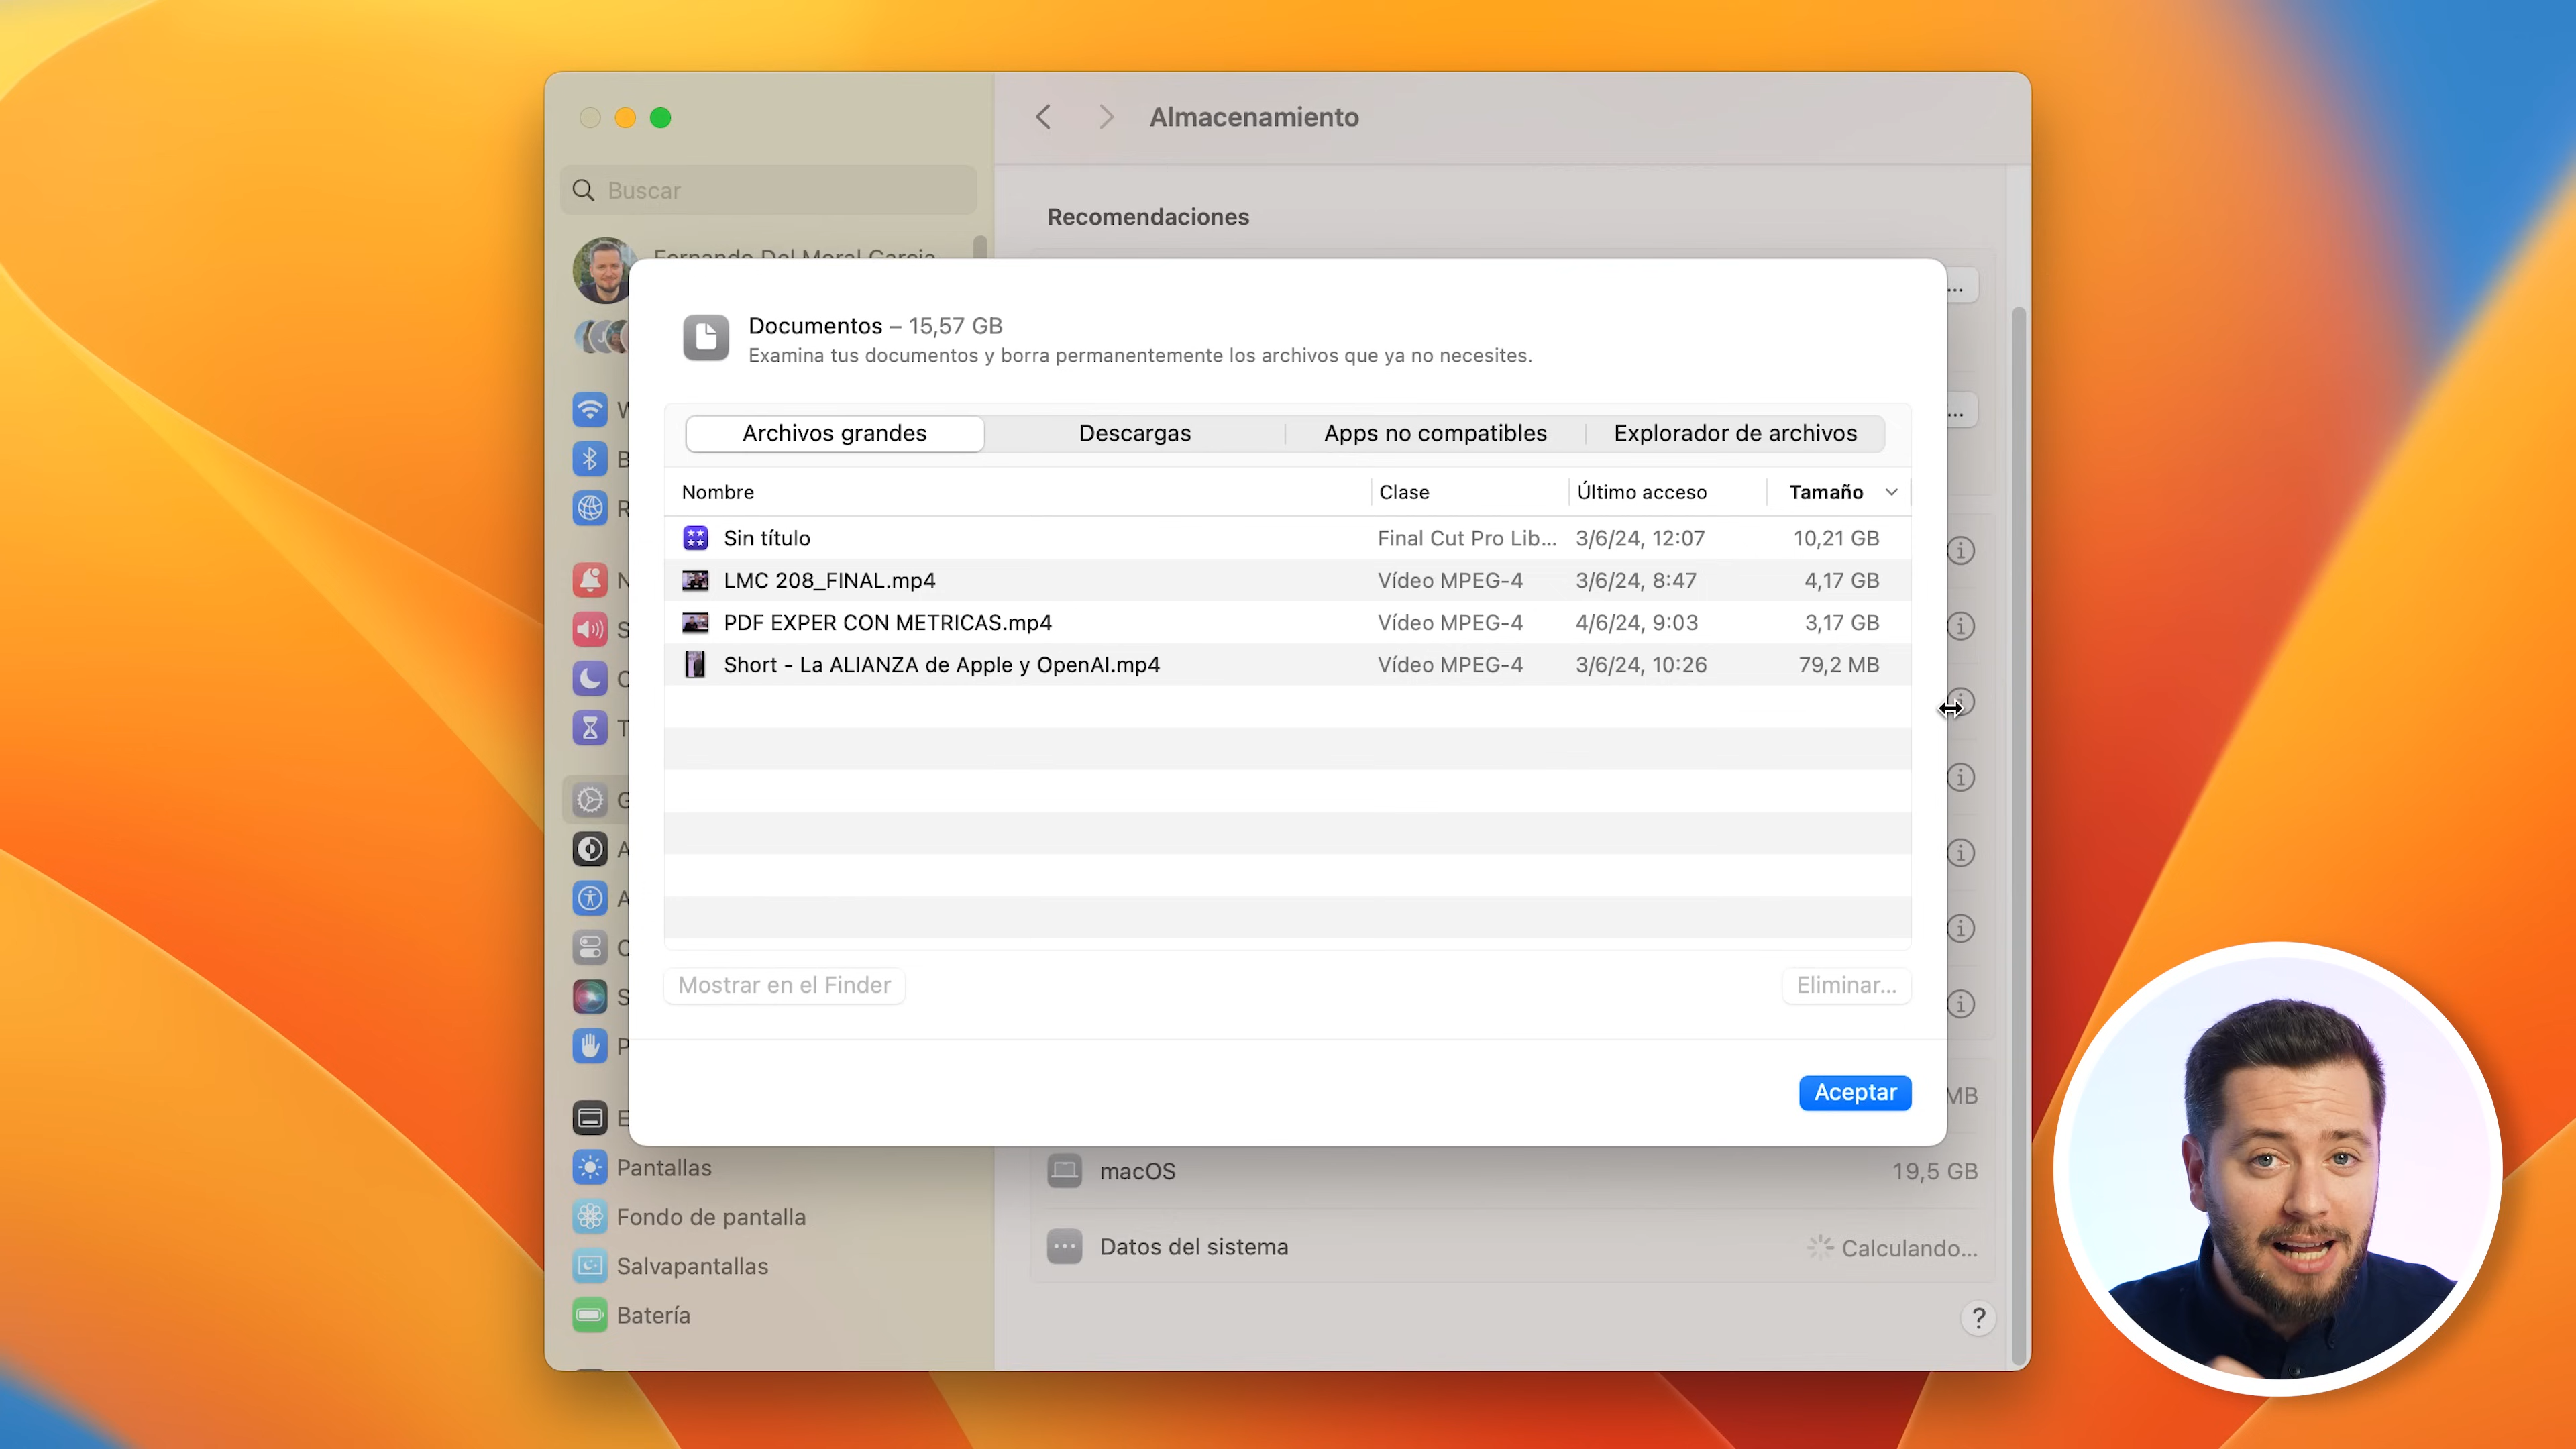 Almacenamiento
Buscar
Recomendaciones
Fernando Del Moral Garcia
Documentos – 15,57 GB
Examina tus documentos y borra permanentemente los archivos que ya no necesites.
Archivos grandes Descargas Apps no compatibles Explorador de archivos
Nombre Clase Último acceso Tamaño
Sin título Final Cut Pro Lib... 3/6/24, 12:07 10,21 GB
LMC 208_FINAL.mp4 Vídeo MPEG-4 3/6/24, 8:47 4,17 GB
PDF EXPER CON METRICAS.mp4 Vídeo MPEG-4 4/6/24, 9:03 3,17 GB
Short - La ALIANZA de Apple y OpenAI.mp4 Vídeo MPEG-4 3/6/24, 10:26 79,2 MB
Mostrar en el Finder Eliminar...
Aceptar
MB
Pantallas
macOS 19,5 GB
Fondo de pantalla
Datos del sistema Calculando...
Salvapantallas
Batería
?